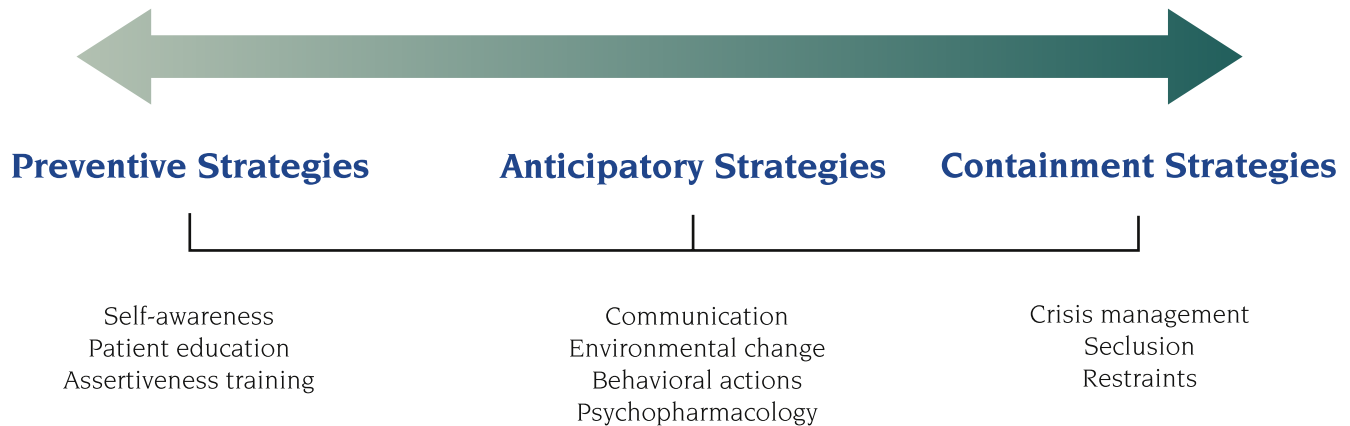 Preventive Strategies
Anticipatory Strategies
Containment Strategies
Self-awareness
Patient education
Assertiveness training
Communication
Environmental change
Behavioral actions
Psychopharmacology
Crisis management
Seclusion
Restraints